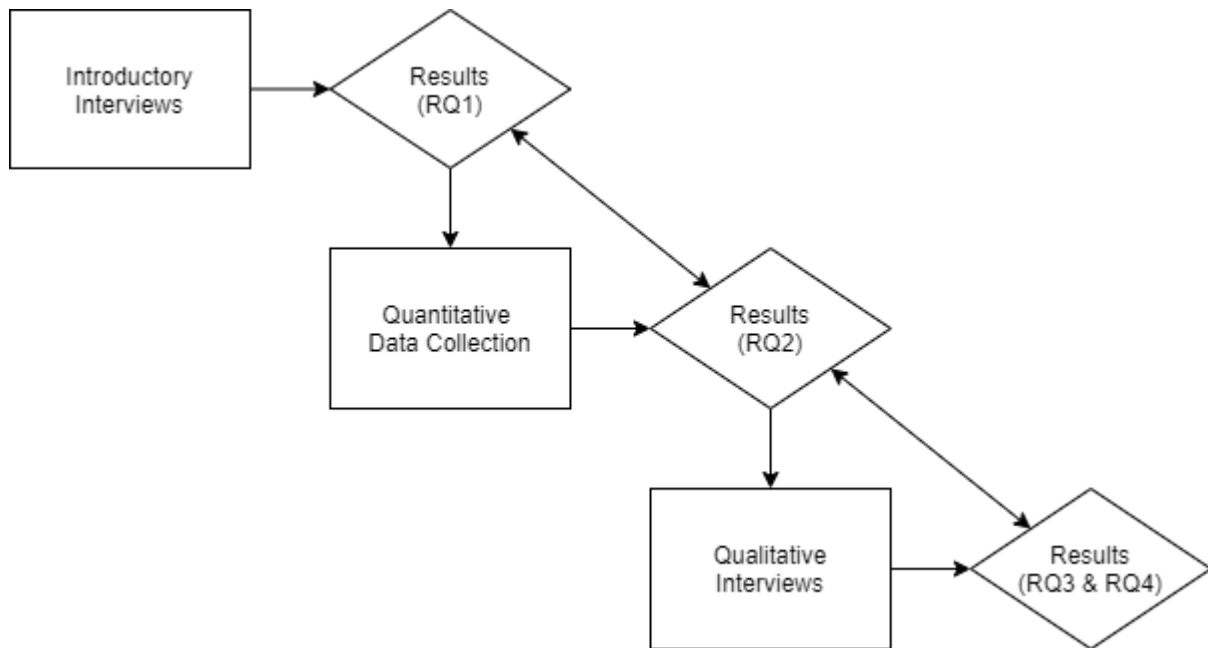 Introductory
Interviews
Results
(RQ1)
Quantitative
Data Collection
Results
(RQ2)
Qualitative
Interviews
Results
(RQ3 & RQ4)